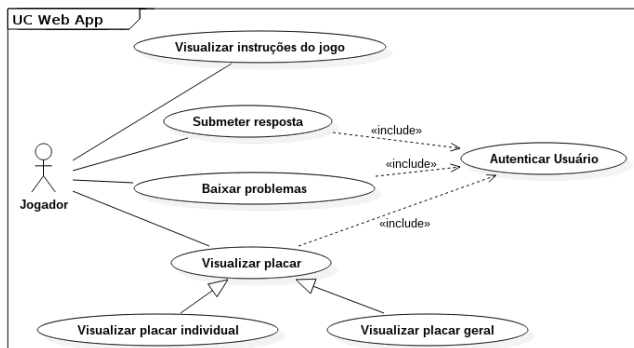 UC Web App
Visualizar instruções do jogo
Submeter resposta
«include»
Autenticar Usuário
«include»
Baixar problemas
Jogador
«include»
Visualizar placar
Visualizar placar individual
Visualizar placar geral